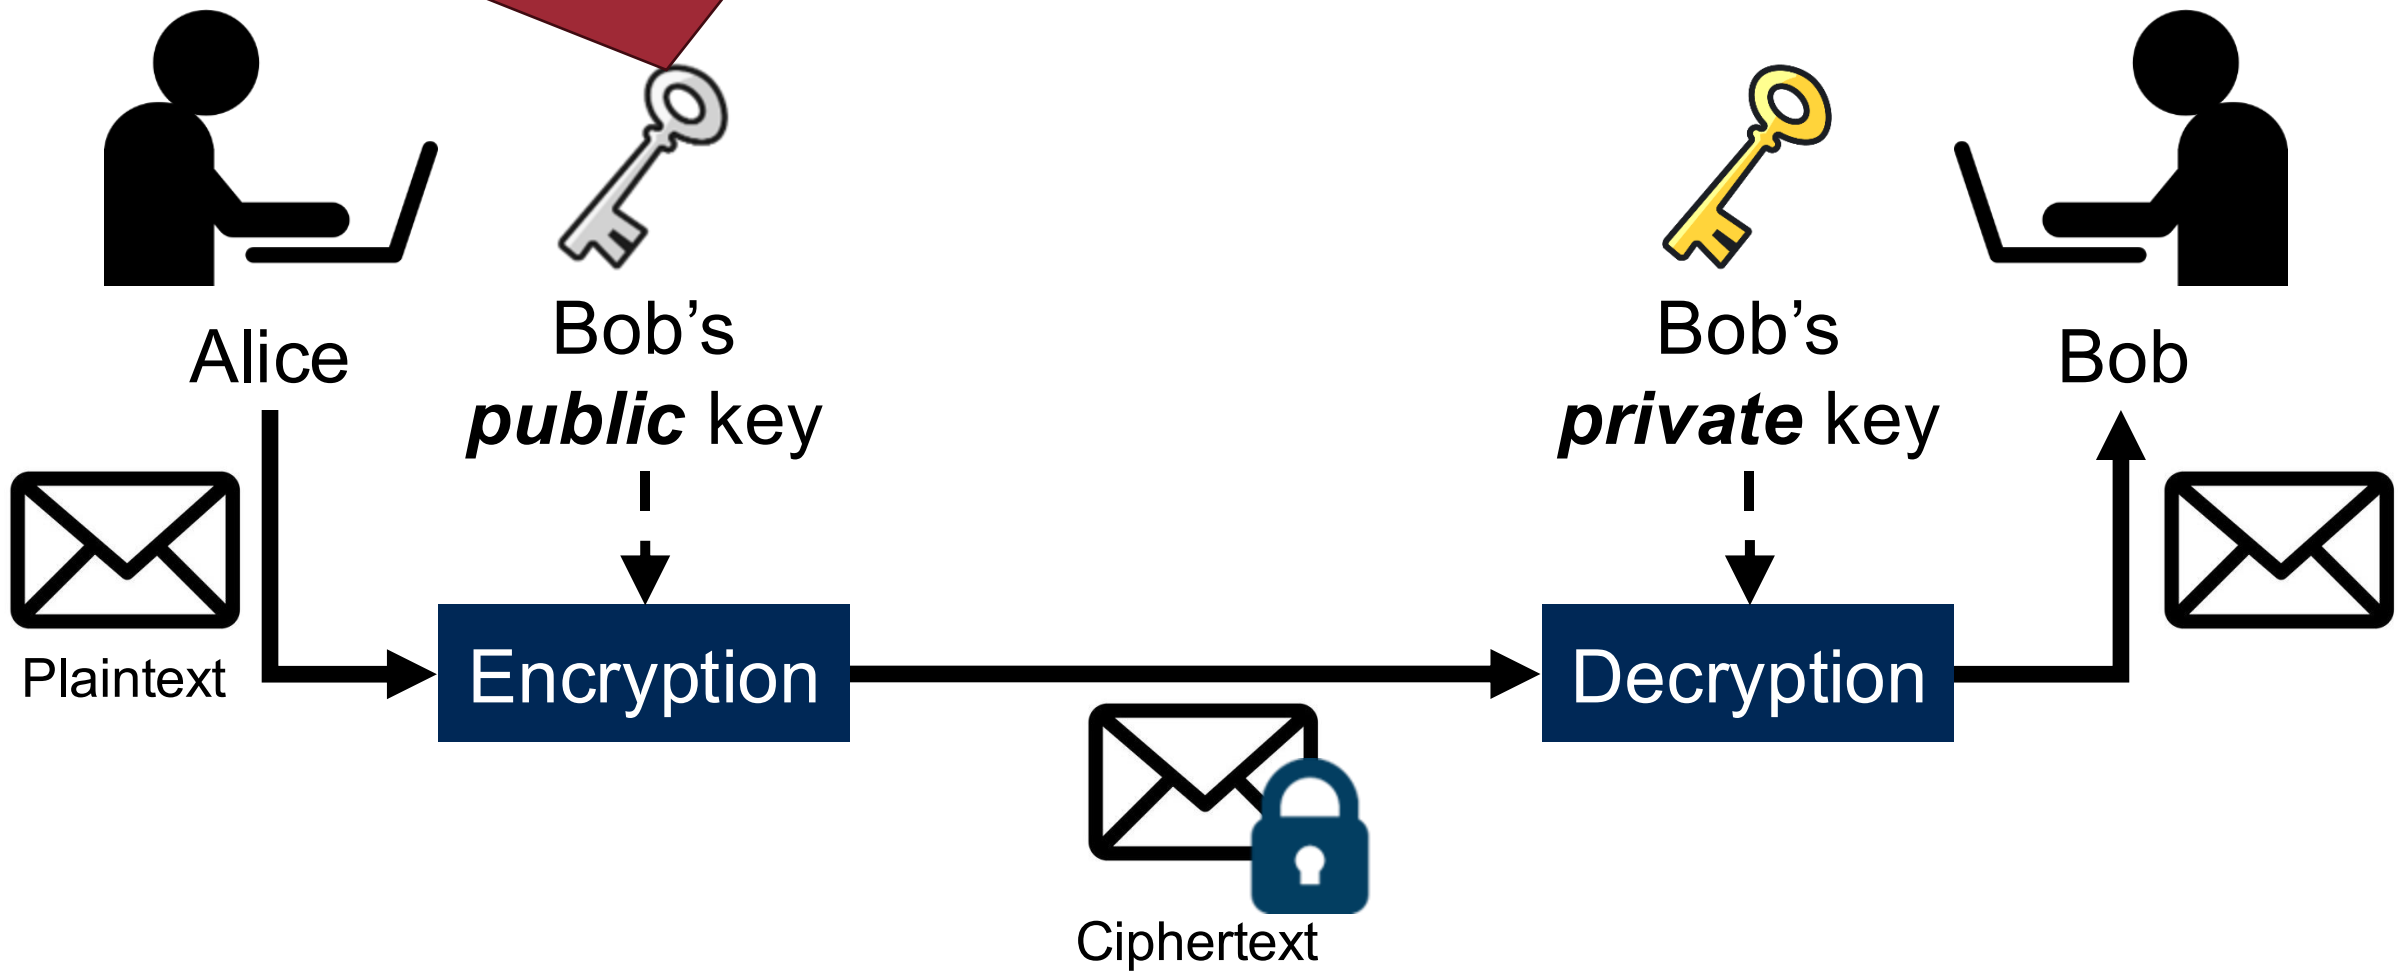 Alice
Bob’s
public key
Bob’s
private key
Bob
Plaintext
Encryption
Decryption
Ciphertext